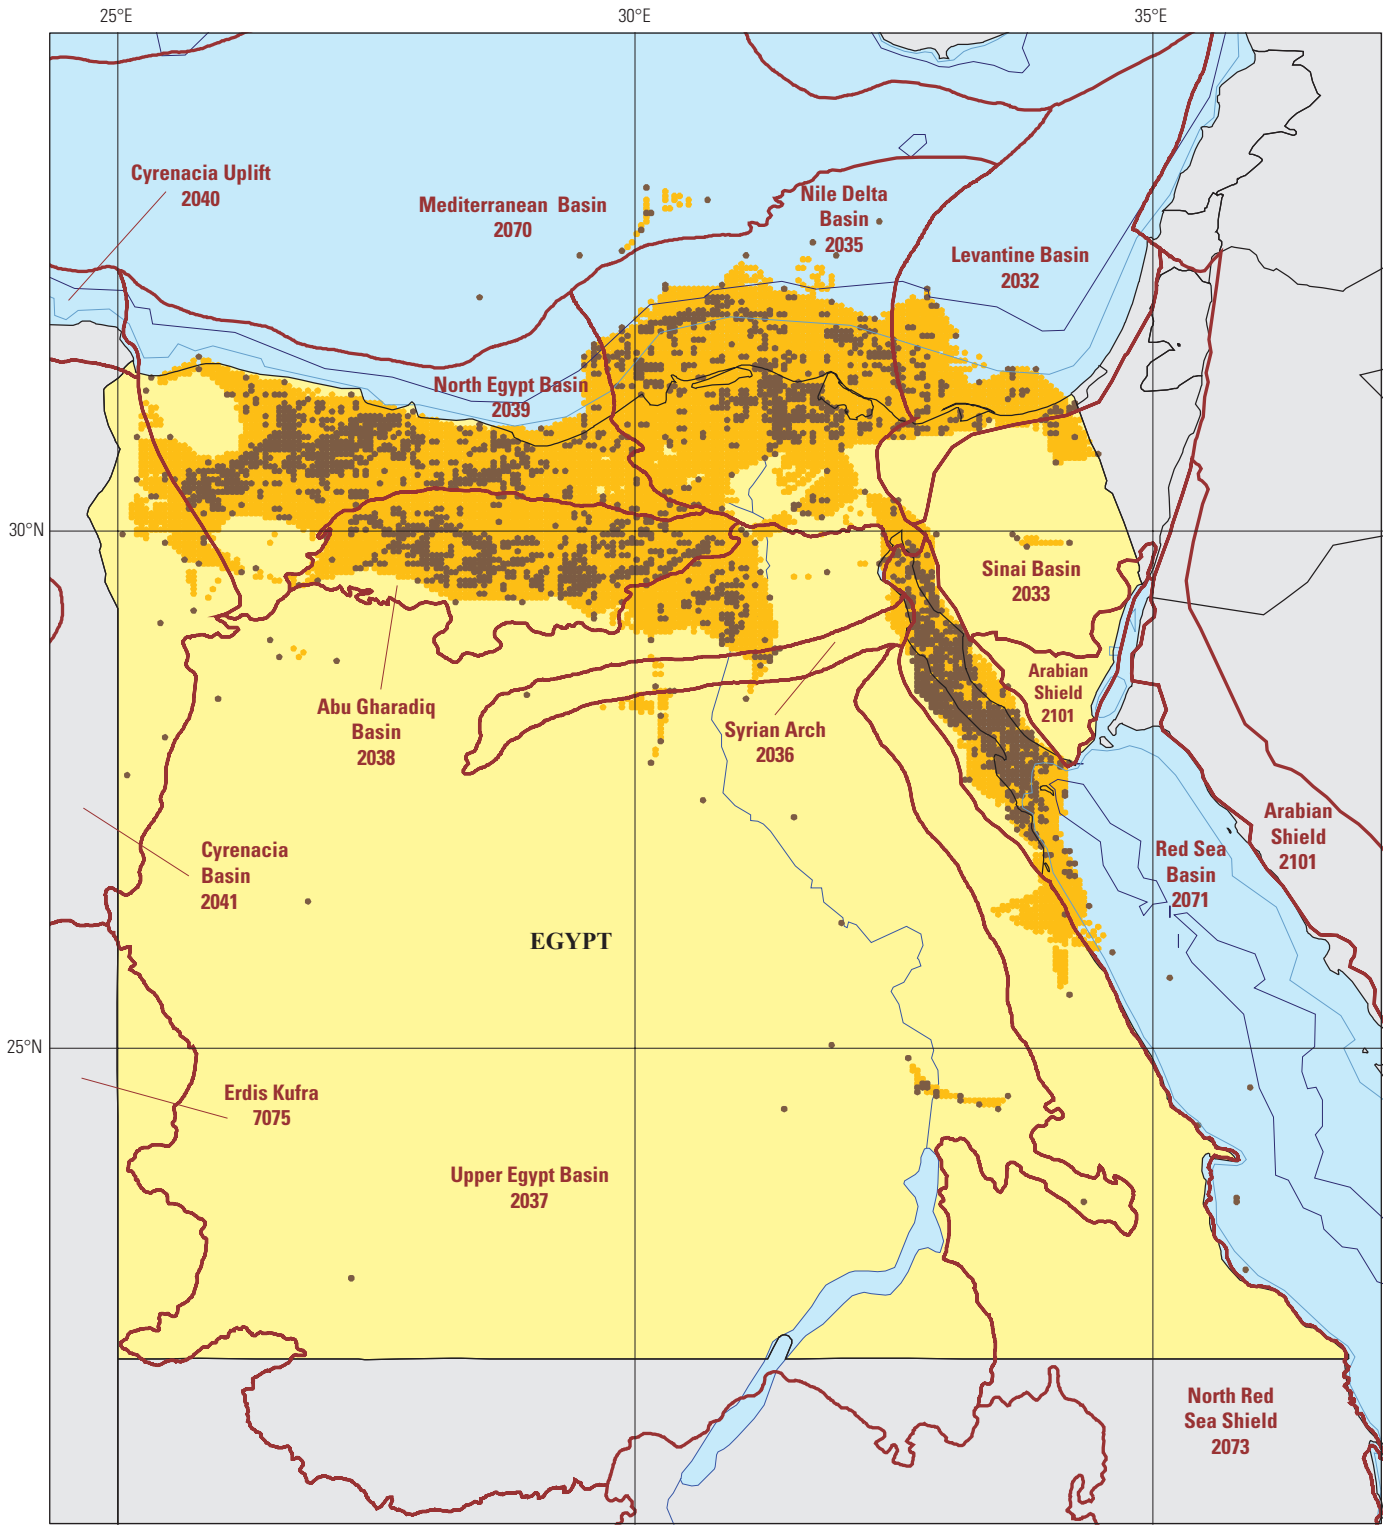 25°E
30°E
35°E
Cyrenacia Uplift
2040
Mediterranean Basin
2070
Nile Delta
Basin
2035
Levantine Basin
2032
North Egypt Basin
2039
30°N
Sinai Basin
2033
Arabian
Shield
2101
Abu Gharadiq
Basin
2038
Syrian Arch
2036
Arabian
Shield
2101
Cyrenacia
Basin
2041
Red Sea
Basin
2071
EGYPT
25°N
Erdis Kufra
7075
Upper Egypt Basin
2037
North Red
Sea Shield
2073